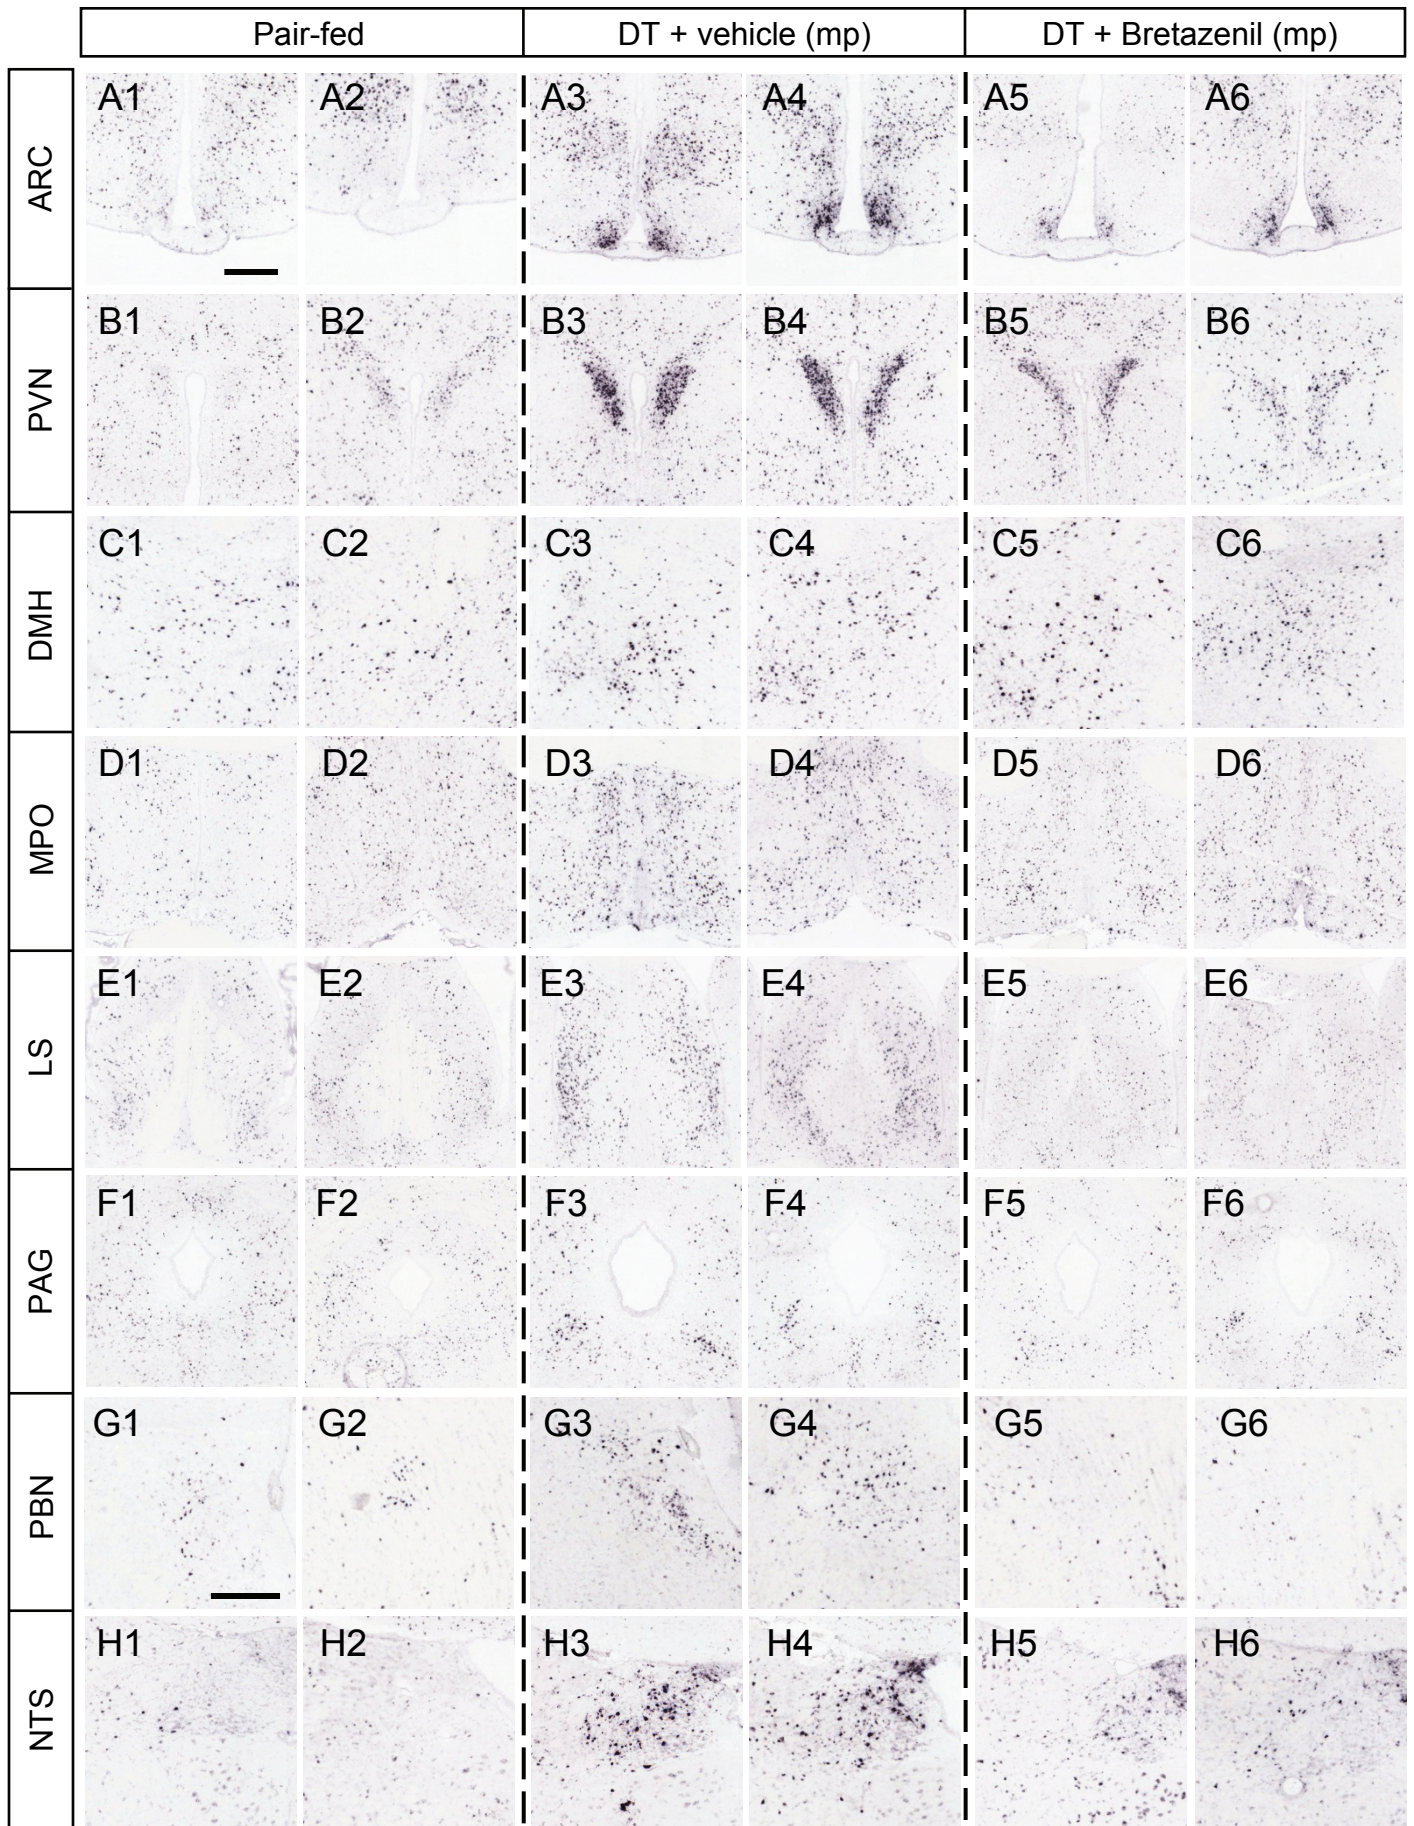 Pair-fed DT + vehicle (mp) DT + Bretazenil (mp)
ARC A1 A2 A3 A4 A5 A6
PVN B1 B2 B3 B4 B5 B6
DMH C1 C2 C3 C4 C5 C6
MPO D1 D2 D3 D4 D5 D6
LS E1 E2 E3 E4 E5 E6
PAG F1 F2 F3 F4 F5 F6
PBN G1 G2 G3 G4 G5 G6
NTS H1 H2 H3 H4 H5 H6